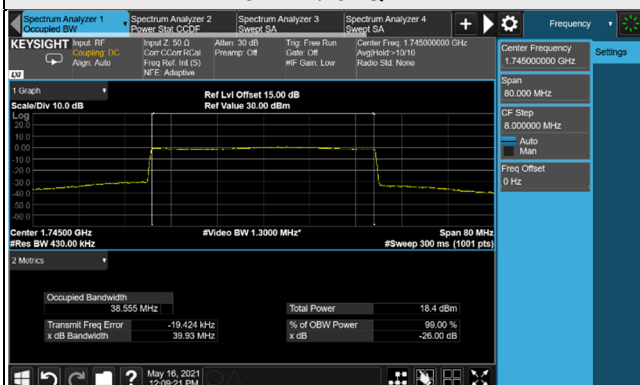 Spectrum Analyzer 1
Occupied BW
Spectrum Analyzer 2
Power Stat CCDF
Spectrum Analyzer 3
Swept SA
Spectrum Analyzer 4
Swept SA
+
Frequency
KEYSIGHT
Input: RF
Coupling: DC
Align: Auto
Input Z: 50 Ω
Corr CCorr RCal
Freq Ref: Int (S)
NFE: Adaptive
Atten: 30 dB
Preamp: Off
Trig: Free Run
Gate: Off
#IF Gain: Low
Center Freq: 1.745000000 GHz
Avg|Hold:>10/10
Radio Std: None
LXI
Center Frequency
1.745000000 GHz
Settings
Span
80.000 MHz
CF Step
8.000000 MHz
Auto
Man
Freq Offset
0 Hz
1 Graph
Scale/Div 10.0 dB
Ref Lvl Offset 15.00 dB
Ref Value 30.00 dBm
Log
20.0
10.0
0.00
-10.0
-20.0
-30.0
-40.0
-50.0
-60.0
Center 1.74500 GHz
#Res BW 430.00 kHz
#Video BW 1.3000 MHz*
Span 80 MHz
#Sweep 300 ms (1001 pts)
2 Metrics
Occupied Bandwidth
38.555 MHz
Total Power 18.4 dBm
Transmit Freq Error -19.424 kHz
% of OBW Power 99.00 %
x dB Bandwidth 39.93 MHz
x dB -26.00 dB
?
May 16, 2021
12:09:21 PM